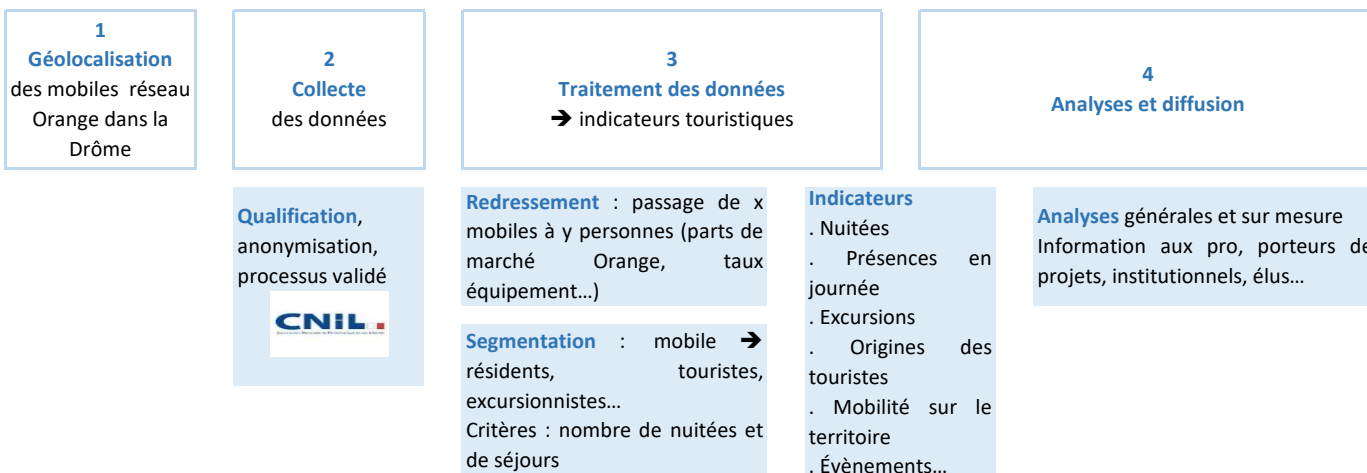 1
Géolocalisation
des mobiles réseau
Orange dans la
Drôme
2
Collecte
des données
3
Traitement des données
➔ indicateurs touristiques
4
Analyses et diffusion
Qualification,
anonymisation,
processus validé
CNIL
Redressement : passage de x
mobiles à y personnes (parts de
marché Orange, taux
équipement…)
Segmentation : mobile ➔
résidents, touristes,
excursionnistes…
Critères : nombre de nuitées et
de séjours
Indicateurs
. Nuitées
. Présences en
journée
. Excursions
. Origines des
touristes
. Mobilité sur le
territoire
. Évènements…
Analyses générales et sur mesure
Information aux pro, porteurs de
projets, institutionnels, élus…